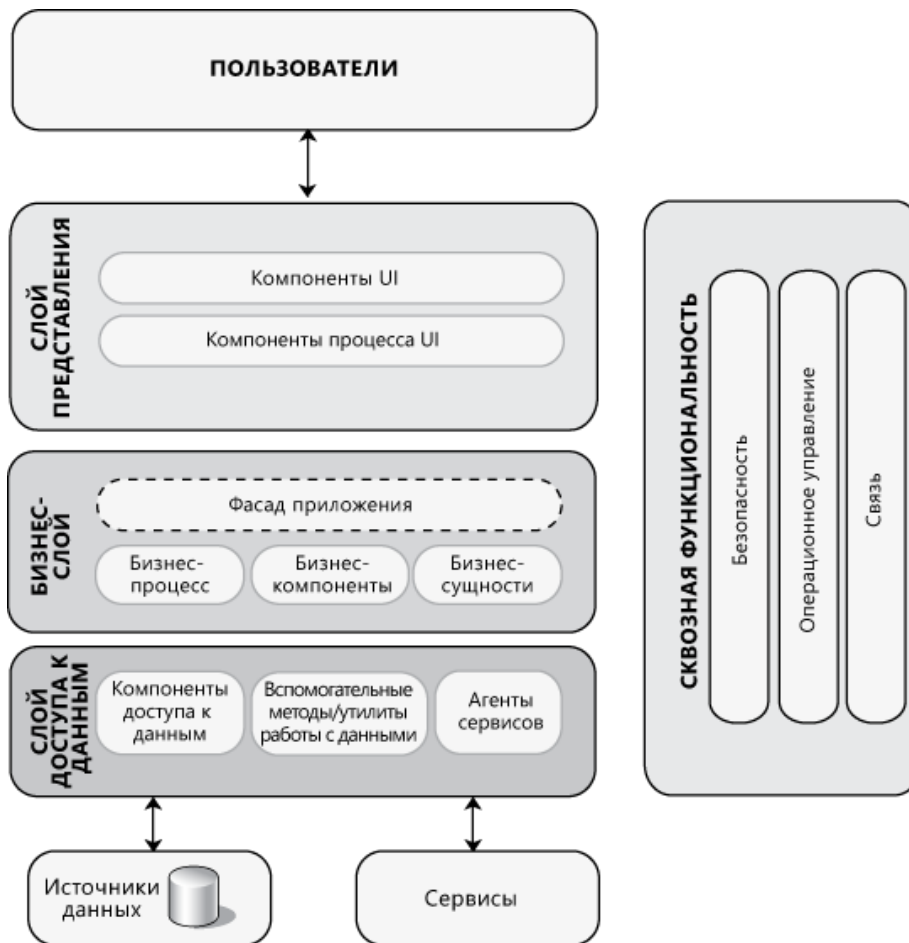 ПОЛЬЗОВАТЕЛИ
СЛОЙ
ПРЕДСТАВЛЕНИЯ
Компоненты UI
Компоненты процесса UI
БИЗНЕС-
СЛОЙ
Фасад приложения
Бизнес-
процесс
Бизнес-
компоненты
Бизнес-
сущности
СЛОЙ
ДОСТУПА К
ДАННЫМ
Компоненты
доступа к
данным
Вспомогательные
методы/утилиты
работы с данными
Агенты
сервисов
Источники
данных
Сервисы
СКВОЗНАЯ ФУНКЦИОНАЛЬНОСТЬ
Безопасность
Операционное управление
Связь